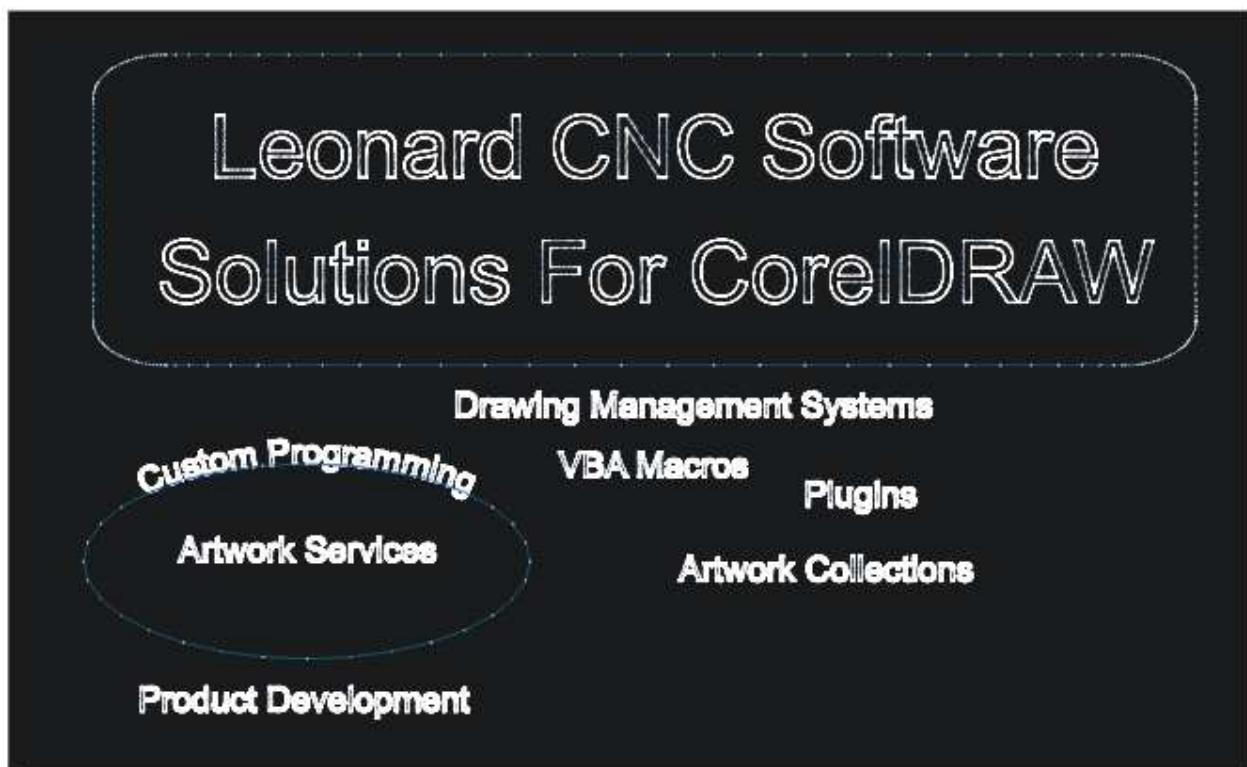 Leonard CNC Software
Solutions For CorelDRAW
Drawing Management Systems
Custom Programming
VBA Macros
Plugins
Artwork Services
Artwork Collections
Product Development